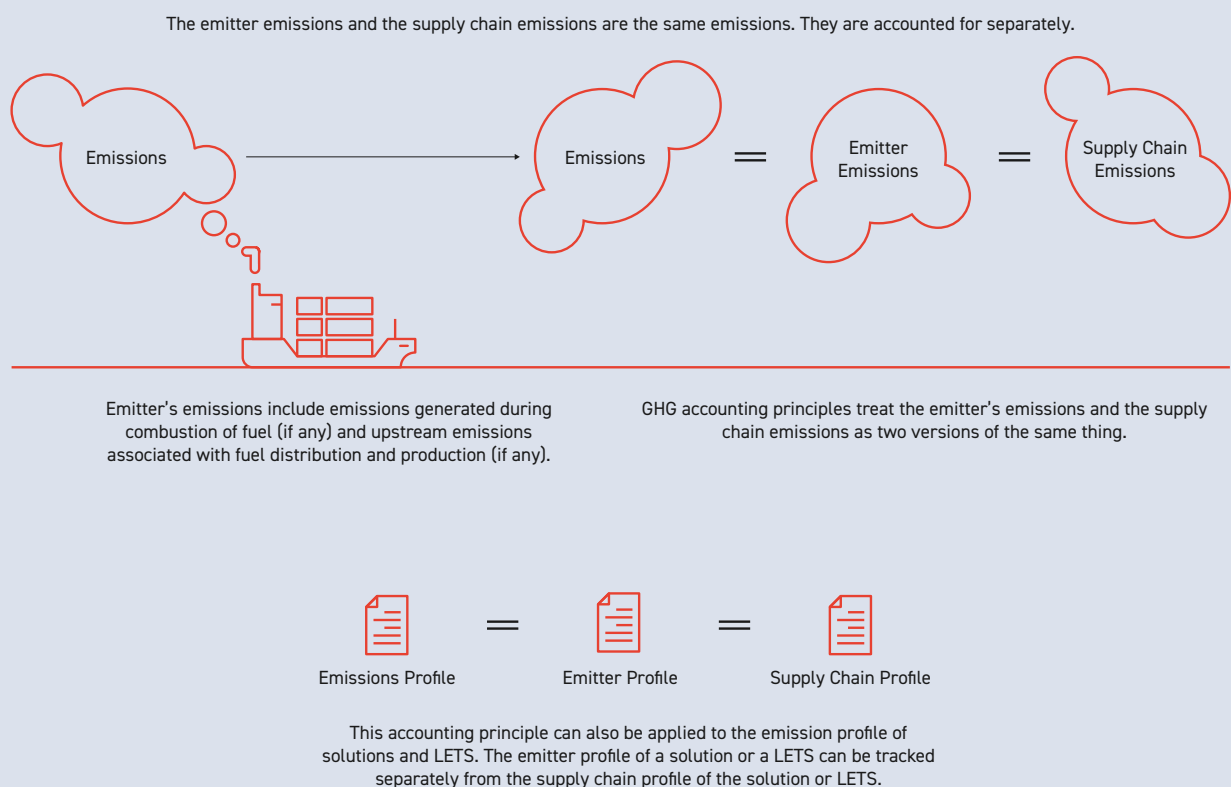 The emitter emissions and the supply chain emissions are the same emissions. They are accounted for separately.
Emissions
Emissions
=
Emitter
Emissions
=
Supply Chain
Emissions
Emitter's emissions include emissions generated during
combustion of fuel (if any) and upstream emissions
associated with fuel distribution and production (if any).
GHG accounting principles treat the emitter's emissions and the supply
chain emissions as two versions of the same thing.
=
=
Emissions Profile
Emitter Profile
Supply Chain Profile
This accounting principle can also be applied to the emission profile of
solutions and LETS. The emitter profile of a solution or a LETS can be tracked
separately from the supply chain profile of the solution or LETS.